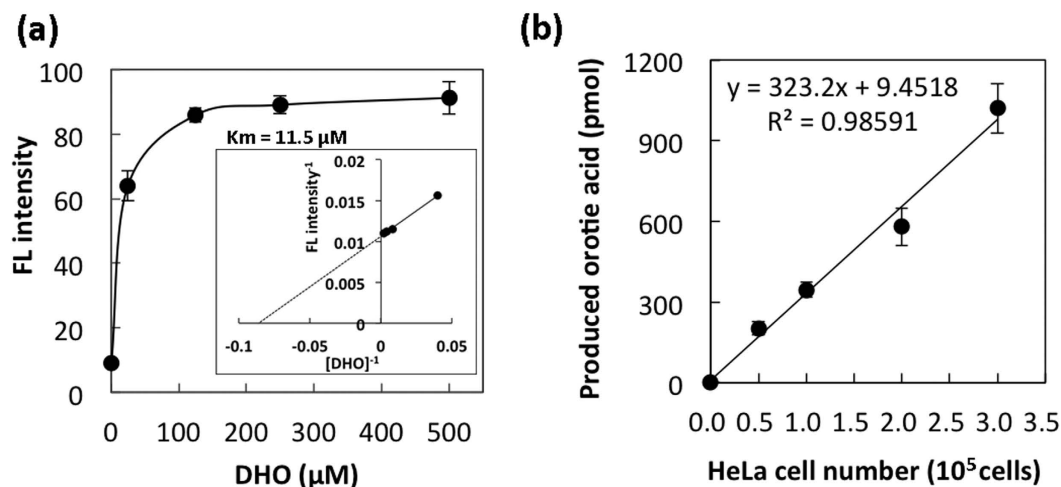 (a)
100
80
60
40
20
0
FL intensity
0 100 200 300 400 500
DHO (µM)
Km = 11.5 µM
0.02
0.015
0.01
0.005
0
FL intensity⁻¹
-0.1 -0.05 0 0.05
[DHO]⁻¹
(b)
1200
900
600
300
0
Produced orotie acid (pmol)
y = 323.2x + 9.4518
R² = 0.98591
0.0 0.5 1.0 1.5 2.0 2.5 3.0 3.5
HeLa cell number (10⁵ cells)